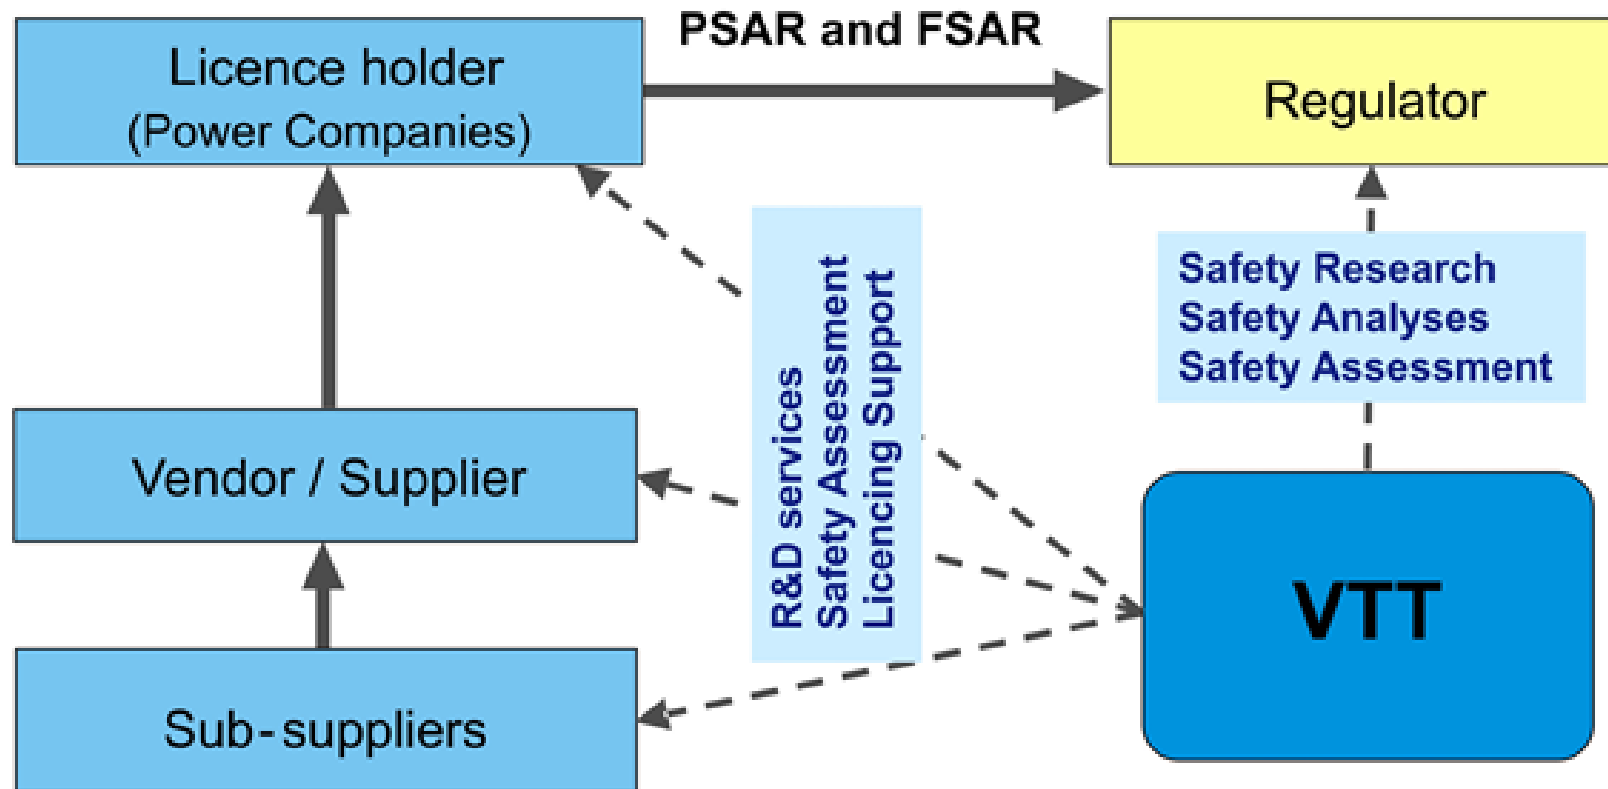 PSAR and FSAR
Licence holder
(Power Companies)
Regulator
R&D services
Safety Assessment
Licencing Support
Safety Research
Safety Analyses
Safety Assessment
Vendor / Supplier
VTT
Sub-suppliers